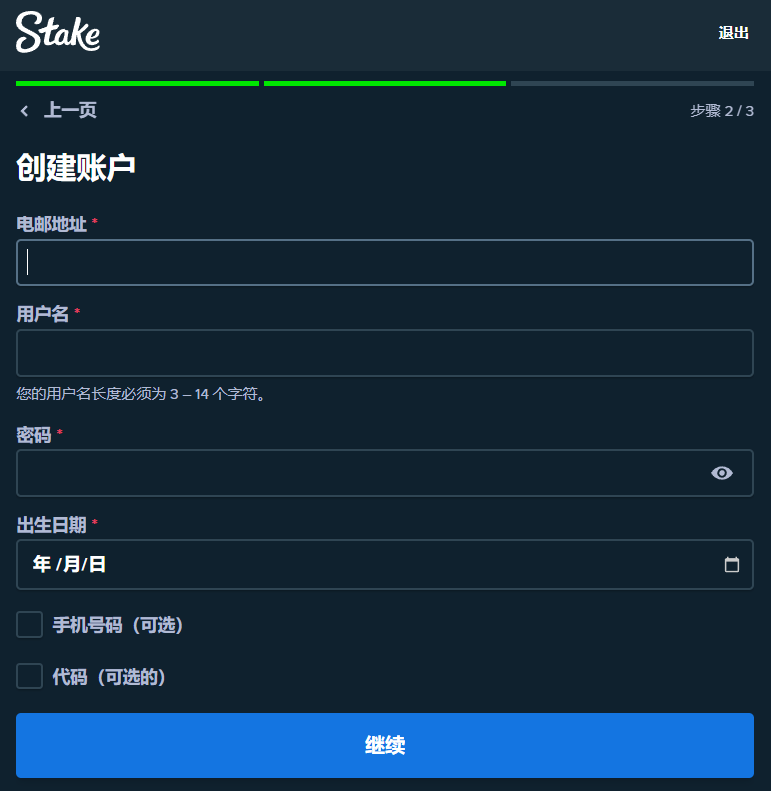 Stake
退出
上一页
步骤 2 / 3
创建账户
电邮地址 *
用户名 *
您的用户名长度必须为 3 – 14 个字符。
密码 *
出生日期 *
年 /月/日
手机号码（可选）
代码（可选的）
继续